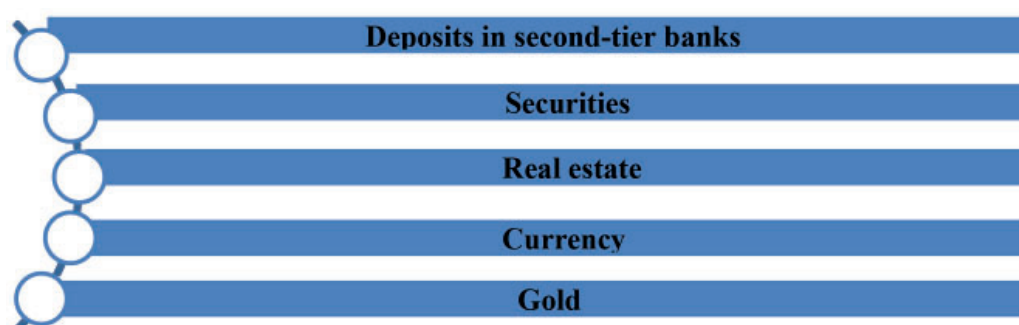 Deposits in second-tier banks
Securities
Real estate
Currency
Gold